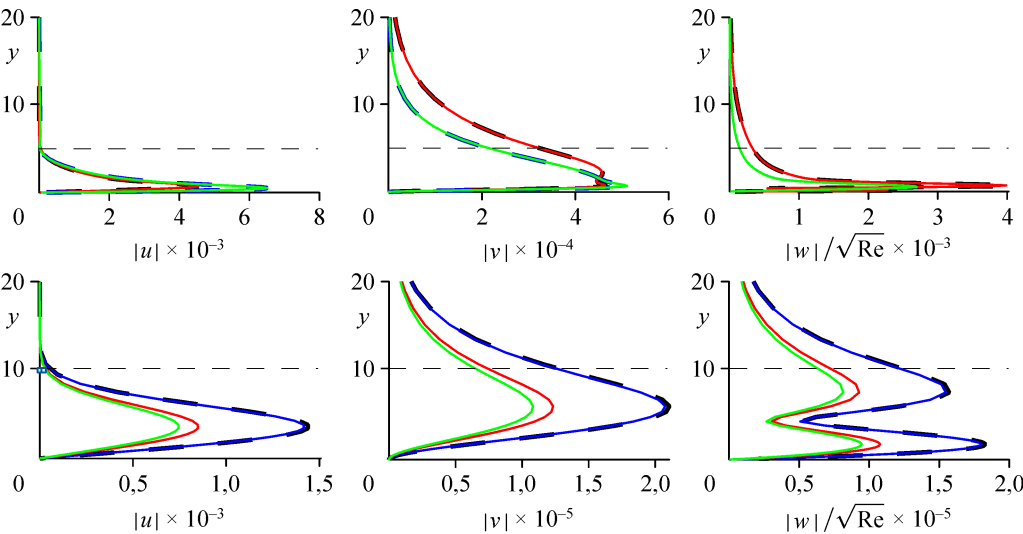 20 20 20
y y y
10 10 10
0 2 4 6 8 0 2 4 6 0 1 2 3 4
|u| × 10⁻³ |v| × 10⁻⁴ |w|/√Re × 10⁻³
20 20 20
y y y
10 10 10
0 0,5 1,0 1,5 0 0,5 1,0 1,5 2,0 0 0,5 1,0 1,5 2,0
|u| × 10⁻³ |v| × 10⁻⁵ |w|/√Re × 10⁻⁵